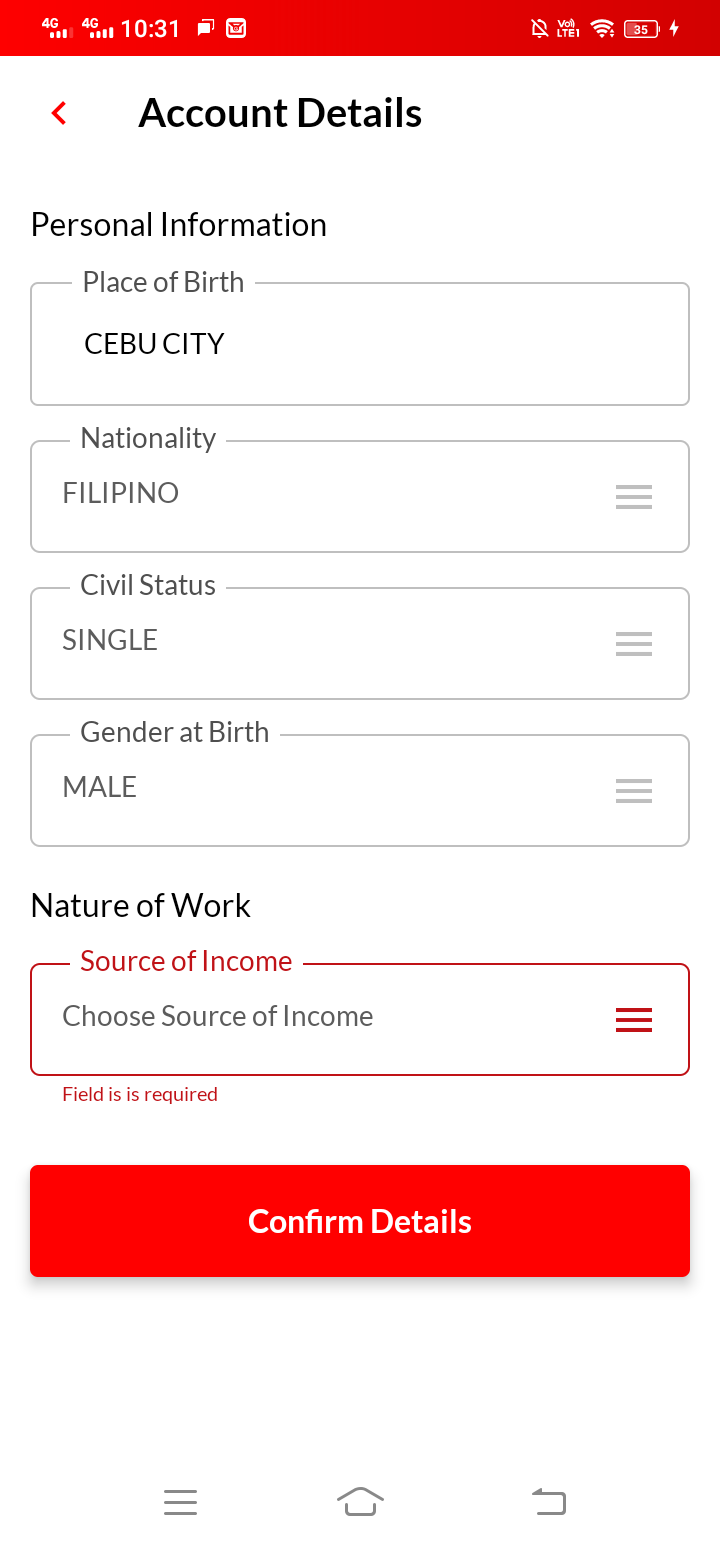 4G 4G 10:31 Vol) LTE1 35
Account Details
Personal Information
Place of Birth
CEBU CITY
Nationality
FILIPINO
Civil Status
SINGLE
Gender at Birth
MALE
Nature of Work
Source of Income
Choose Source of Income
Field is is required
Confirm Details